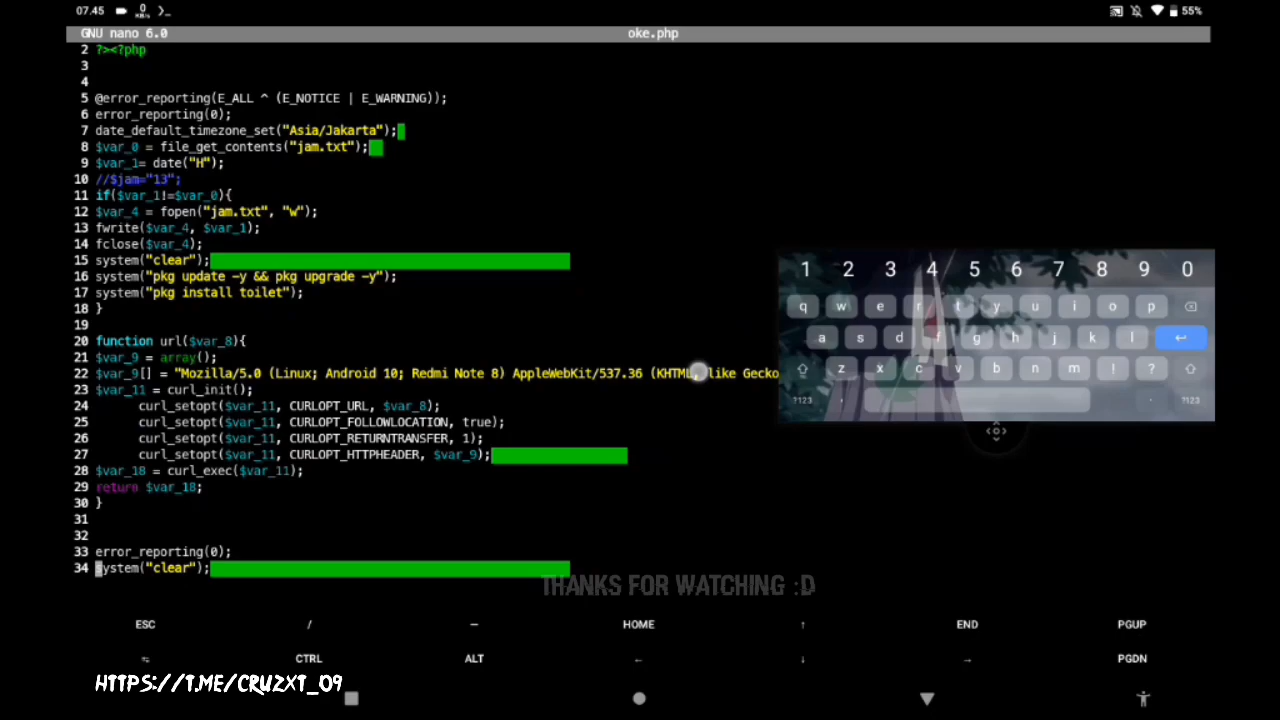 07.45 0 KB/s >_ 55%
GNU nano 6.0 oke.php
2 ?><?php
3
4
5 @error_reporting(E_ALL ^ (E_NOTICE | E_WARNING));
6 error_reporting(0);
7 date_default_timezone_set("Asia/Jakarta");
8 $var_0 = file_get_contents("jam.txt");
9 $var_1= date("H");
10 //$jam="13";
11 if($var_1!=$var_0){
12 $var_4 = fopen("jam.txt", "w");
13 fwrite($var_4, $var_1);
14 fclose($var_4);
15 system("clear");
16 system("pkg update -y && pkg upgrade -y");
17 system("pkg install toilet");
18 }
19
20 function url($var_8){
21 $var_9 = array();
22 $var_9[] = "Mozilla/5.0 (Linux; Android 10; Redmi Note 8) AppleWebKit/537.36 (KHTML, like Gecko
23 $var_11 = curl_init();
24 curl_setopt($var_11, CURLOPT_URL, $var_8);
25 curl_setopt($var_11, CURLOPT_FOLLOWLOCATION, true);
26 curl_setopt($var_11, CURLOPT_RETURNTRANSFER, 1);
27 curl_setopt($var_11, CURLOPT_HTTPHEADER, $var_9);
28 $var_18 = curl_exec($var_11);
29 return $var_18;
30 }
31
32
33 error_reporting(0);
34 system("clear");
1 2 3 4 5 6 7 8 9 0
q w e r t y u i o p
a s d f g h j k l
z x c v b n m ! ?
?123 , . ?123
THANKS FOR WATCHING :D
ESC / — HOME ↑ END PGUP
↹ CTRL ALT ← ↓ → PGDN
HTTPS://T.ME/CRUZXT_09